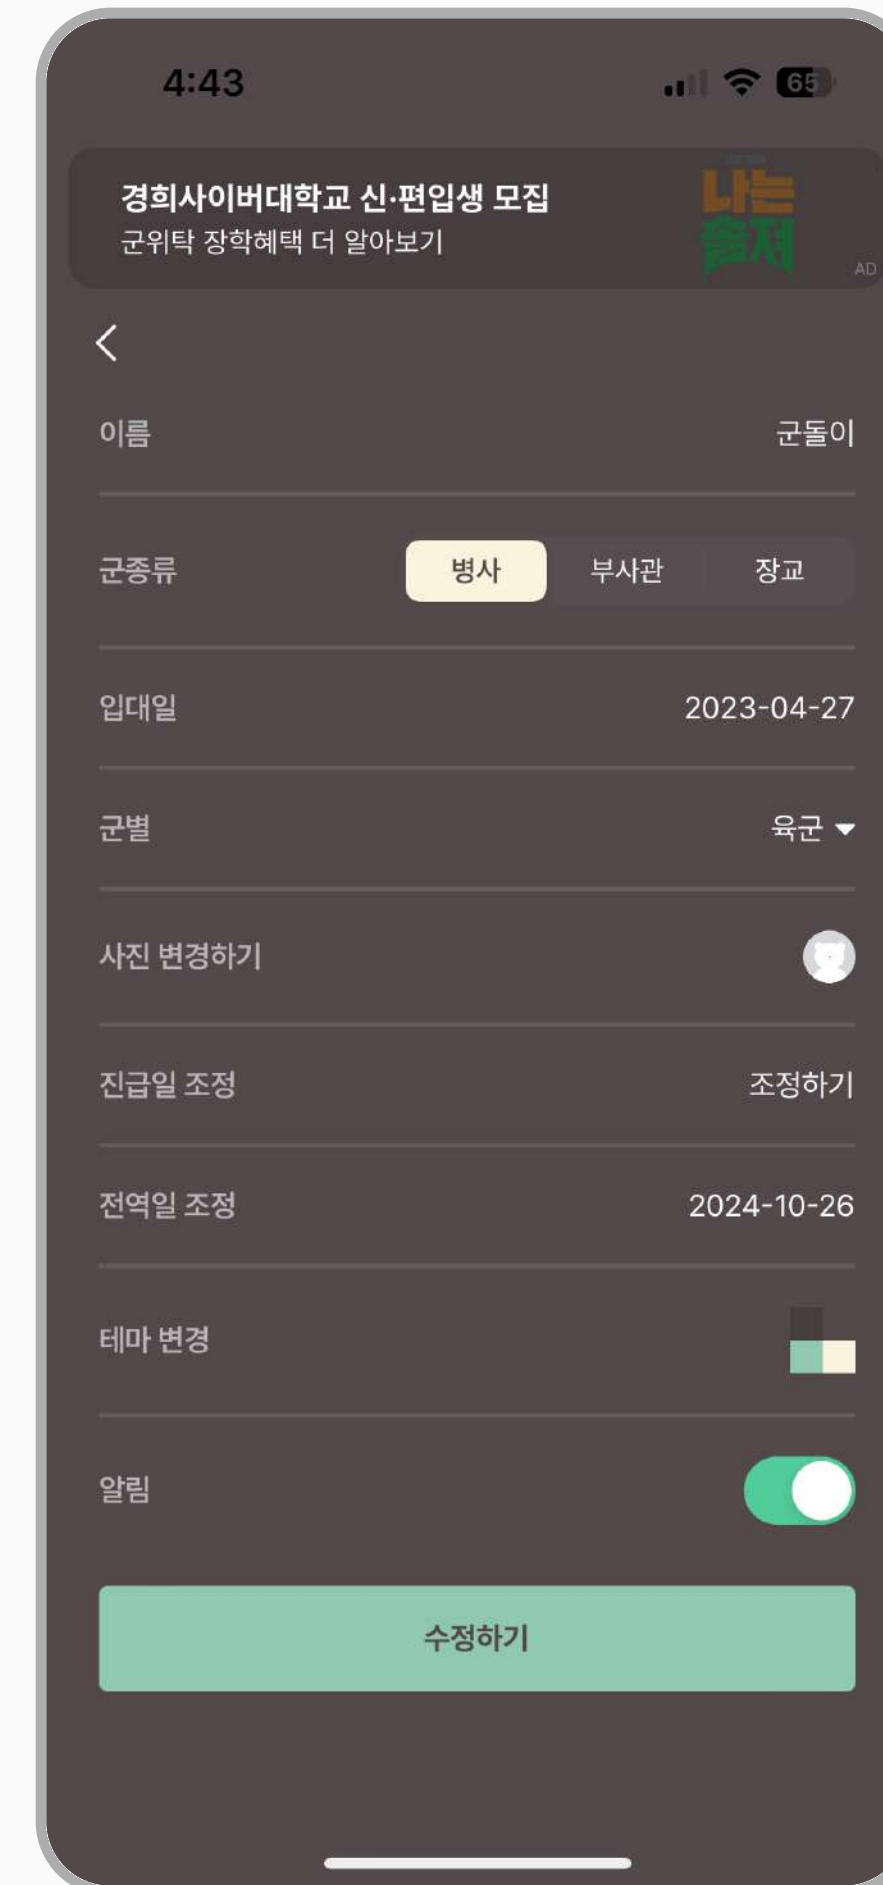 4:43
65
경희사이버대학교 신·편입생 모집
군위탁 장학혜택 더 알아보기
나는
솔저
AD
이름
군돌이
군종류
병사
부사관
장교
입대일
2023-04-27
군별
육군
사진 변경하기
진급일 조정
조정하기
전역일 조정
2024-10-26
테마 변경
알림
수정하기